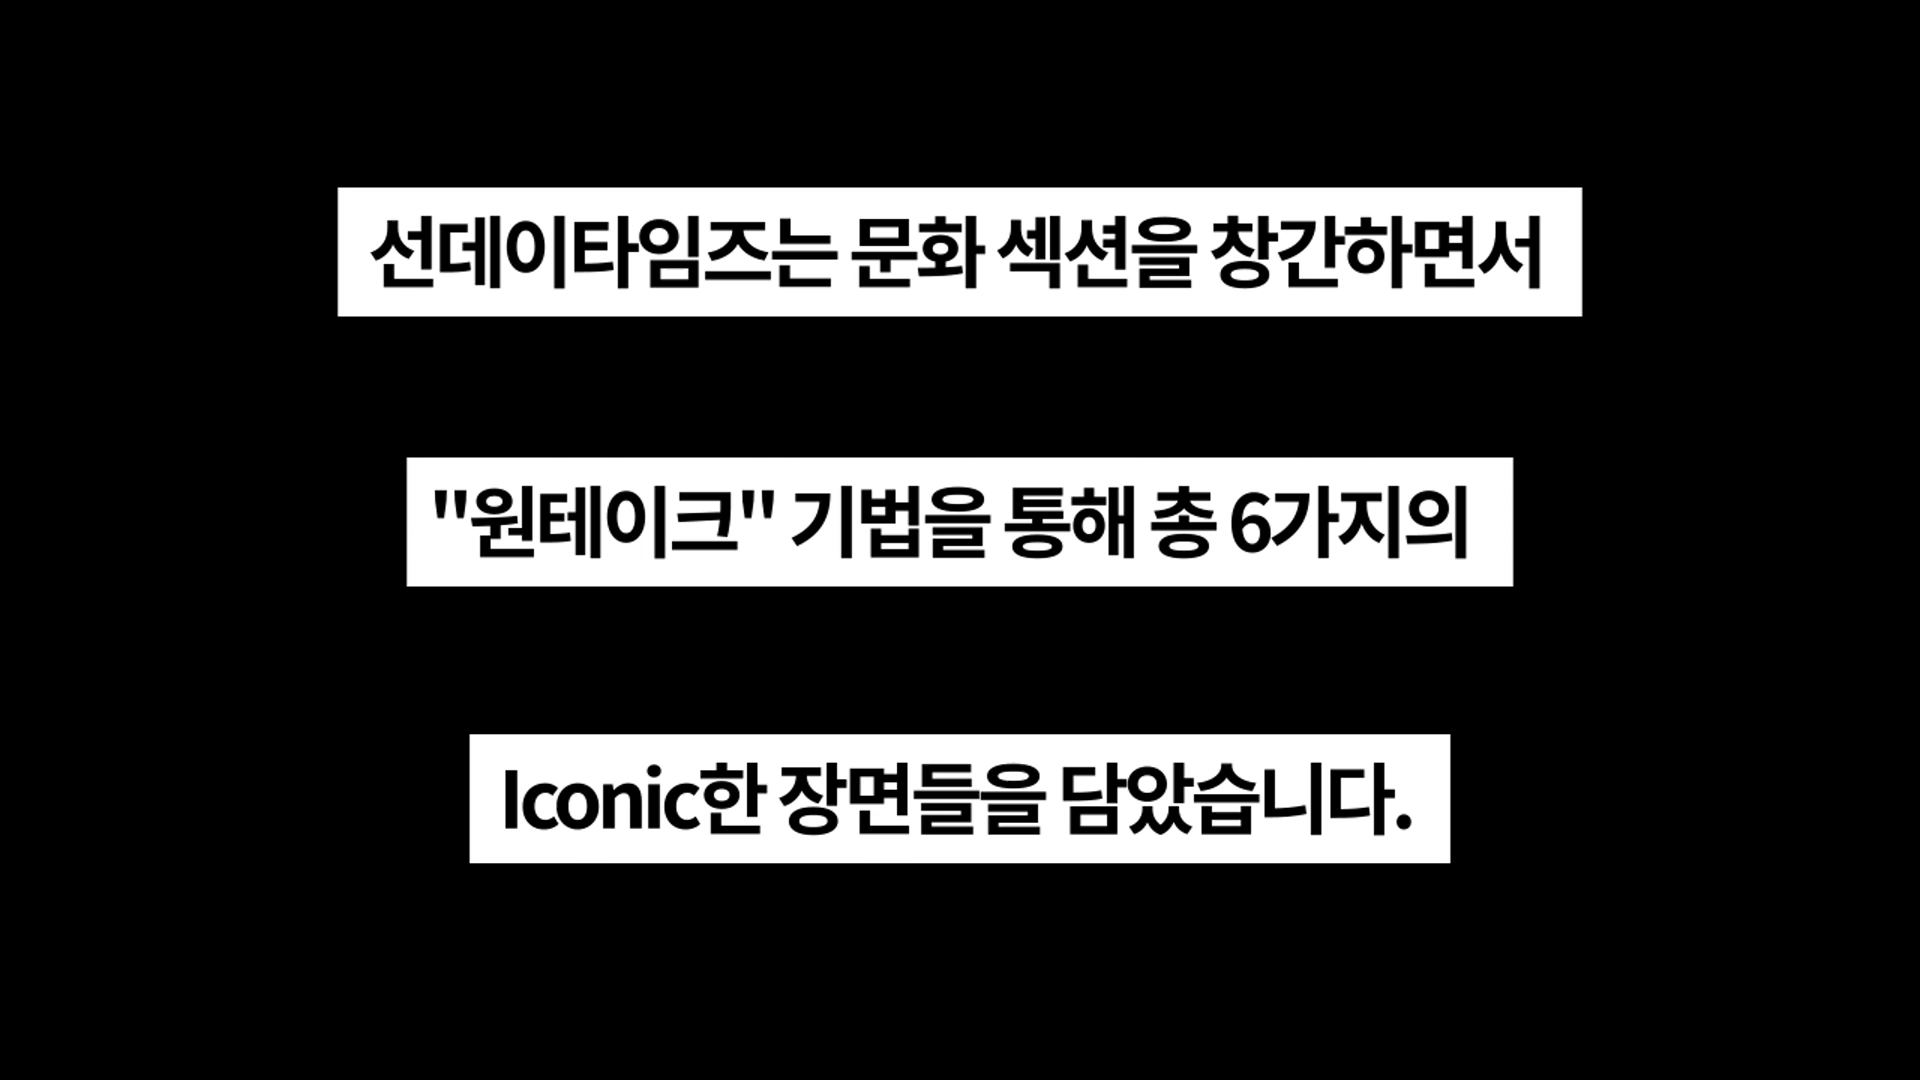 선데이타임즈는 문화 섹션을 창간하면서
"원테이크" 기법을 통해 총 6가지의
Iconic한 장면들을 담았습니다.